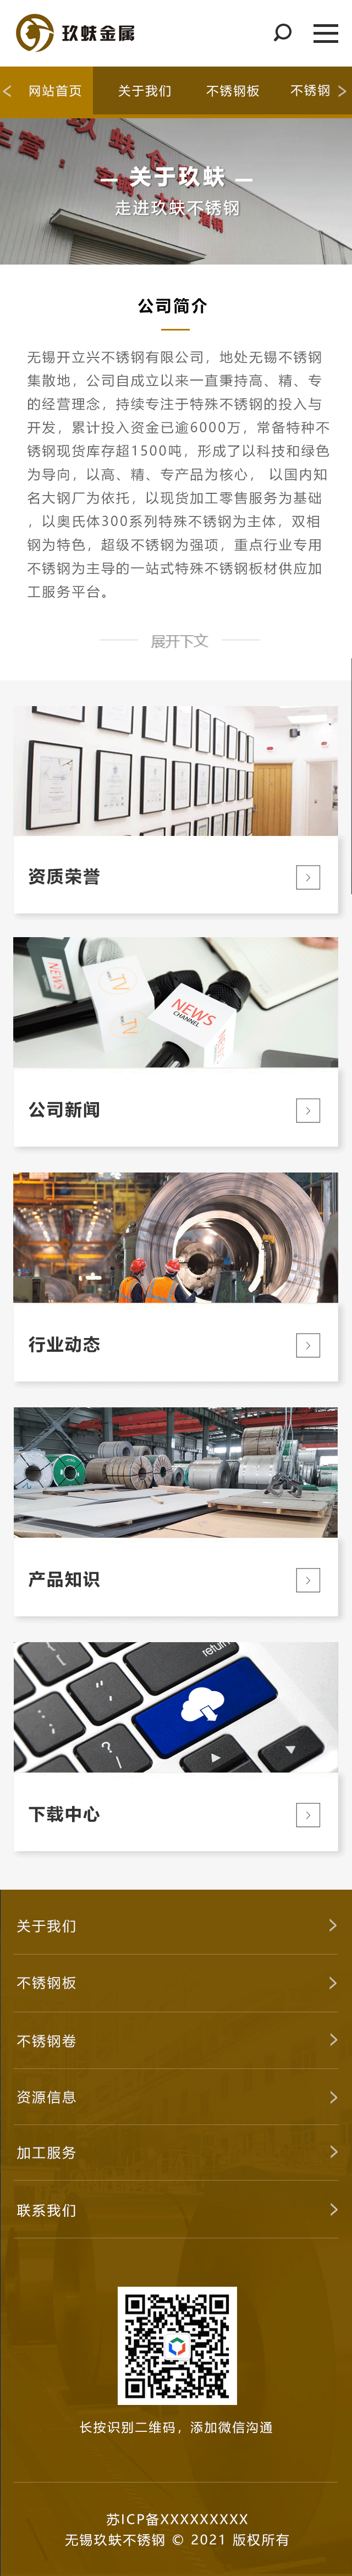 玖蚨金属
网站首页 关于我们 不锈钢板 不锈钢
主营：
关于玖蚨
走进玖蚨不锈钢
公司简介
无锡开立兴不锈钢有限公司，地处无锡不锈钢
集散地，公司自成立以来一直秉持高、精、专
的经营理念，持续专注于特殊不锈钢的投入与
开发，累计投入资金已逾6000万，常备特种不
锈钢现货库存超1500吨，形成了以科技和绿色
为导向，以高、精、专产品为核心， 以国内知
名大钢厂为依托，以现货加工零售服务为基础
，以奥氏体300系列特殊不锈钢为主体，双相
钢为特色，超级不锈钢为强项，重点行业专用
不锈钢为主导的一站式特殊不锈钢板材供应加
工服务平台。
展开下文
资质荣誉
NEWS
NEWS
CHANNEL
公司新闻
行业动态
产品知识
return
?
下载中心
关于我们
不锈钢板
不锈钢卷
资源信息
加工服务
联系我们
长按识别二维码，添加微信沟通
苏ICP备XXXXXXXXX
无锡玖蚨不锈钢 © 2021 版权所有